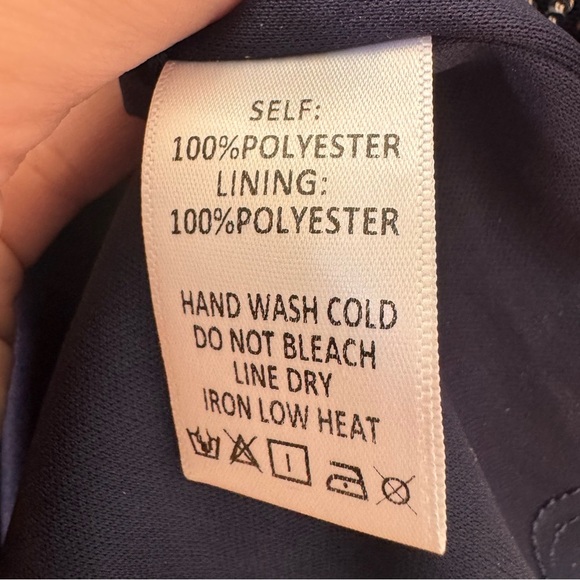 SELF:
100%POLYESTER
LINING:
100%POLYESTER
HAND WASH COLD
DO NOT BLEACH
LINE DRY
IRON LOW HEAT